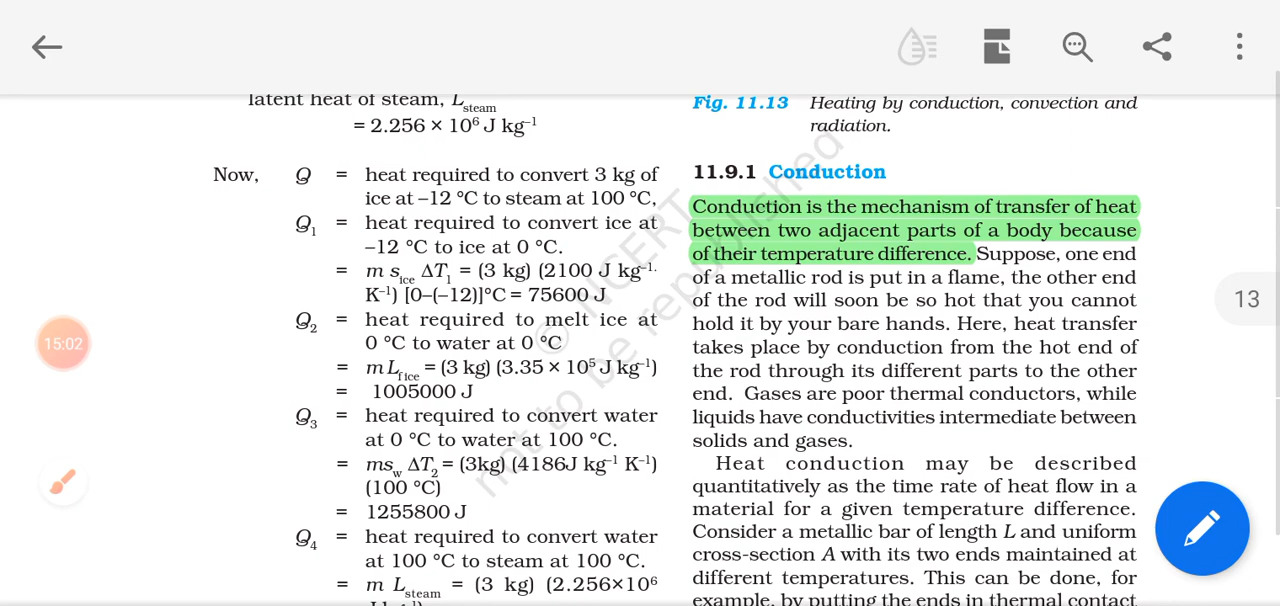 latent heat of steam, Lsteam
= 2.256 × 10⁶ J kg⁻¹
Now, Q = heat required to convert 3 kg of
ice at –12 °C to steam at 100 °C,
Q₁ = heat required to convert ice at
–12 °C to ice at 0 °C.
= m sice ΔT₁ = (3 kg) (2100 J kg⁻¹·
K⁻¹) [0–(–12)]°C = 75600 J
Q₂ = heat required to melt ice at
0 °C to water at 0 °C
= m Lf ice = (3 kg) (3.35 × 10⁵ J kg⁻¹)
= 1005000 J
Q₃ = heat required to convert water
at 0 °C to water at 100 °C.
= msw ΔT₂ = (3kg) (4186J kg⁻¹ K⁻¹)
(100 °C)
= 1255800 J
Q₄ = heat required to convert water
at 100 °C to steam at 100 °C.
= m Lsteam = (3 kg) (2.256×10⁶
Fig. 11.13 Heating by conduction, convection and
radiation.
11.9.1 Conduction
Conduction is the mechanism of transfer of heat
between two adjacent parts of a body because
of their temperature difference. Suppose, one end
of a metallic rod is put in a flame, the other end
of the rod will soon be so hot that you cannot
hold it by your bare hands. Here, heat transfer
takes place by conduction from the hot end of
the rod through its different parts to the other
end. Gases are poor thermal conductors, while
liquids have conductivities intermediate between
solids and gases.
Heat conduction may be described
quantitatively as the time rate of heat flow in a
material for a given temperature difference.
Consider a metallic bar of length L and uniform
cross-section A with its two ends maintained at
different temperatures. This can be done, for
example, by putting the ends in thermal contact
© NCERT
not to be republished
15:02
13